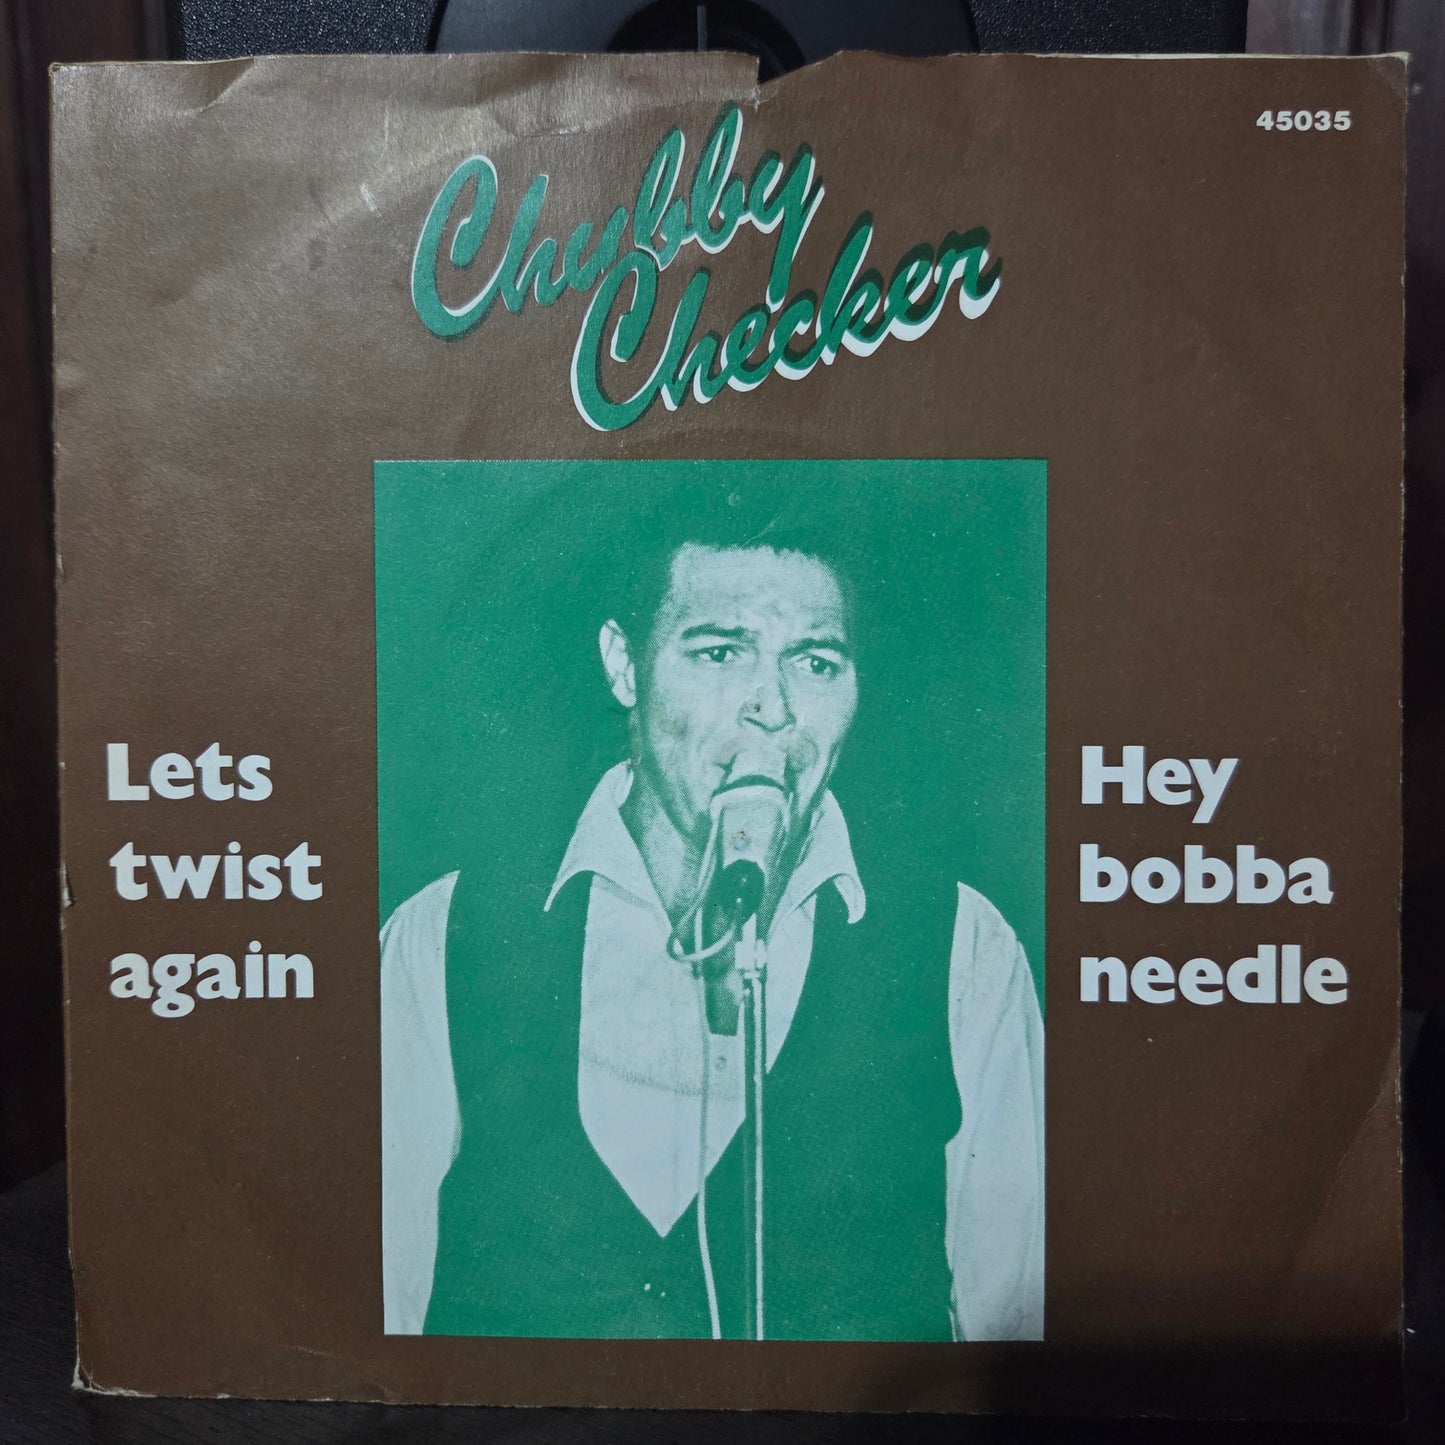 45035
Chubby
Checker
Lets
twist
again
Hey
bobba
needle